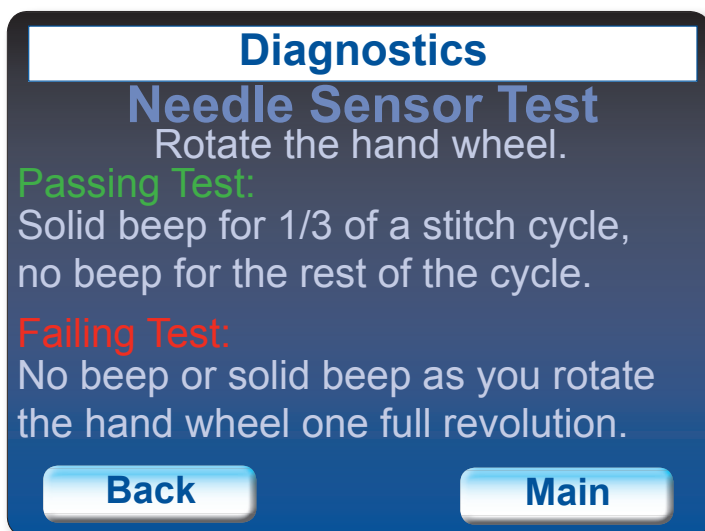 Diagnostics
Needle Sensor Test
Rotate the hand wheel.
Passing Test:
Solid beep for 1/3 of a stitch cycle,
no beep for the rest of the cycle.
Failing Test:
No beep or solid beep as you rotate
the hand wheel one full revolution.
Back
Main